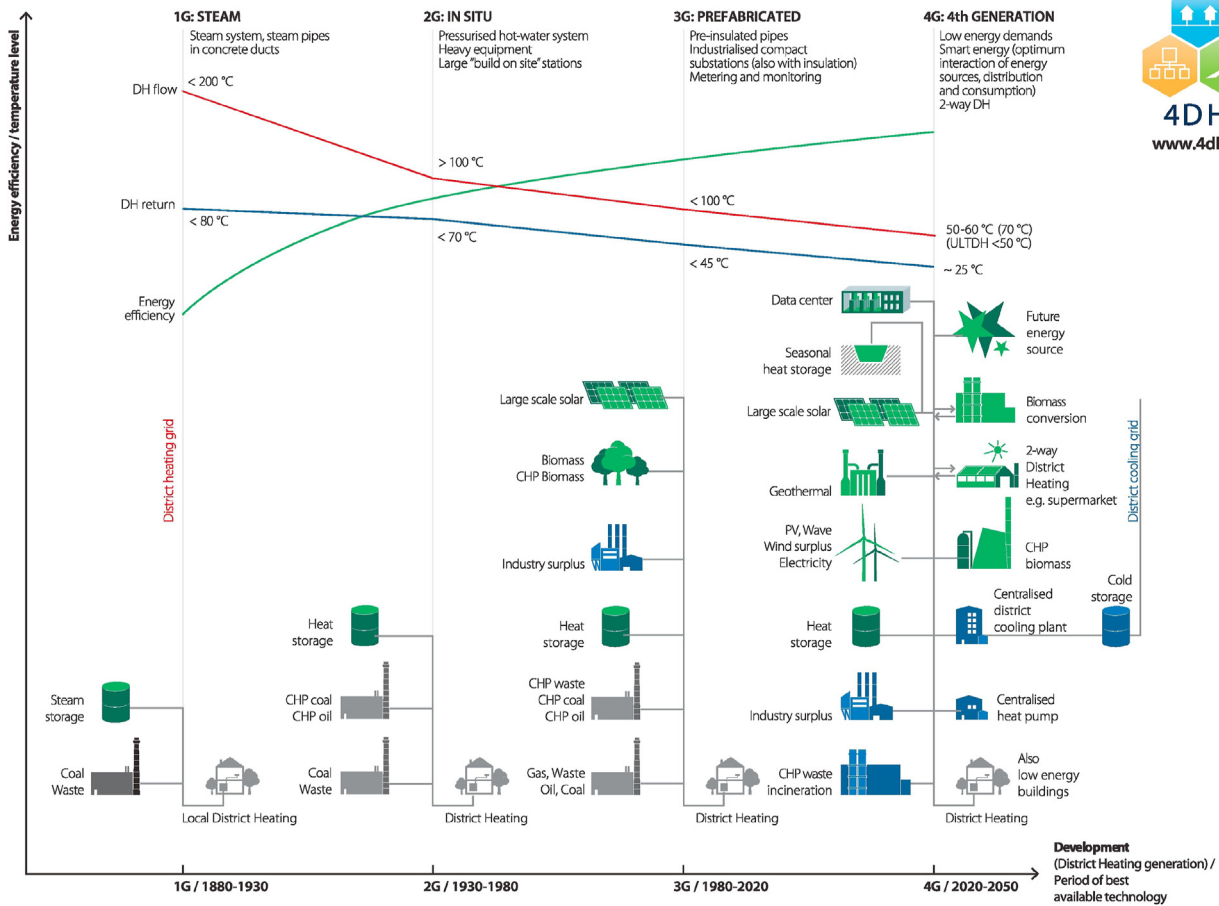 1G: STEAM
Steam system, steam pipes
in concrete ducts
2G: IN SITU
Pressurised hot-water system
Heavy equipment
Large "build on site" stations
3G: PREFABRICATED
Pre-insulated pipes
Industrialised compact
substations (also with insulation)
Metering and monitoring
4G: 4th GENERATION
Low energy demands
Smart energy (optimum
interaction of energy
sources, distribution
and consumption)
2-way DH
4DH
www.4dh
Energy efficiency / temperature level
DH flow
< 200 °C
> 100 °C
< 100 °C
50-60 °C (70 °C)
(ULTDH <50 °C)
DH return
< 80 °C
< 70 °C
< 45 °C
~ 25 °C
Energy
efficiency
District heating grid
Data center
Future
energy
source
Seasonal
heat storage
Large scale solar
Large scale solar
Biomass
conversion
Biomass
CHP Biomass
Geothermal
2-way
District
Heating
e.g. supermarket
District cooling grid
Industry surplus
PV, Wave
Wind surplus
Electricity
CHP
biomass
Heat
storage
Heat
storage
Heat
storage
Centralised
district
cooling plant
Cold
storage
Steam
storage
CHP coal
CHP oil
CHP waste
CHP coal
CHP oil
Industry surplus
Centralised
heat pump
Coal
Waste
Coal
Waste
Gas, Waste
Oil, Coal
CHP waste
incineration
Also
low energy
buildings
Local District Heating
District Heating
District Heating
District Heating
1G / 1880-1930
2G / 1930-1980
3G / 1980-2020
4G / 2020-2050
Development
(District Heating generation) /
Period of best
available technology